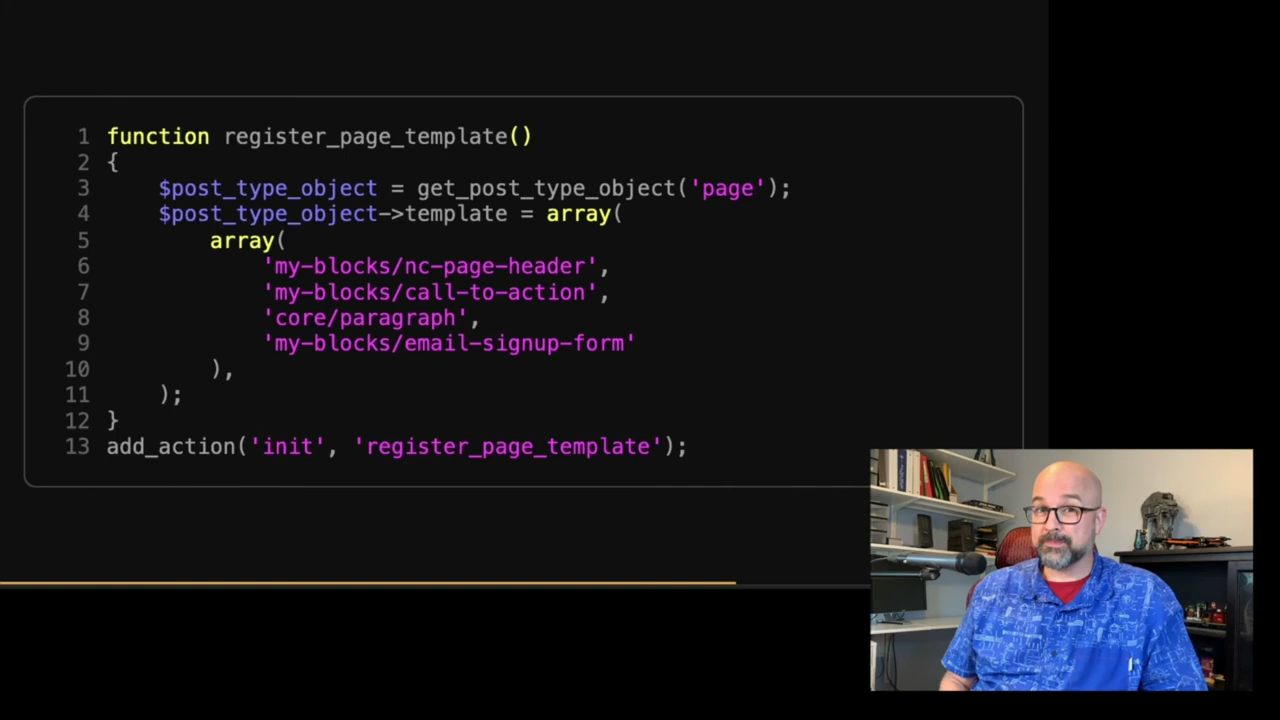 1 function register_page_template()
2 {
3     $post_type_object = get_post_type_object('page');
4     $post_type_object->template = array(
5         array(
6             'my-blocks/nc-page-header',
7             'my-blocks/call-to-action',
8             'core/paragraph',
9             'my-blocks/email-signup-form'
10         ),
11     );
12 }
13 add_action('init', 'register_page_template');